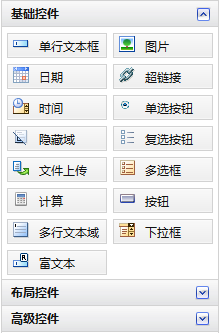 基础控件
单行文本框 图片
日期 超链接
时间 单选按钮
隐藏域 复选按钮
文件上传 多选框
计算 按钮
多行文本域 下拉框
富文本
布局控件
高级控件